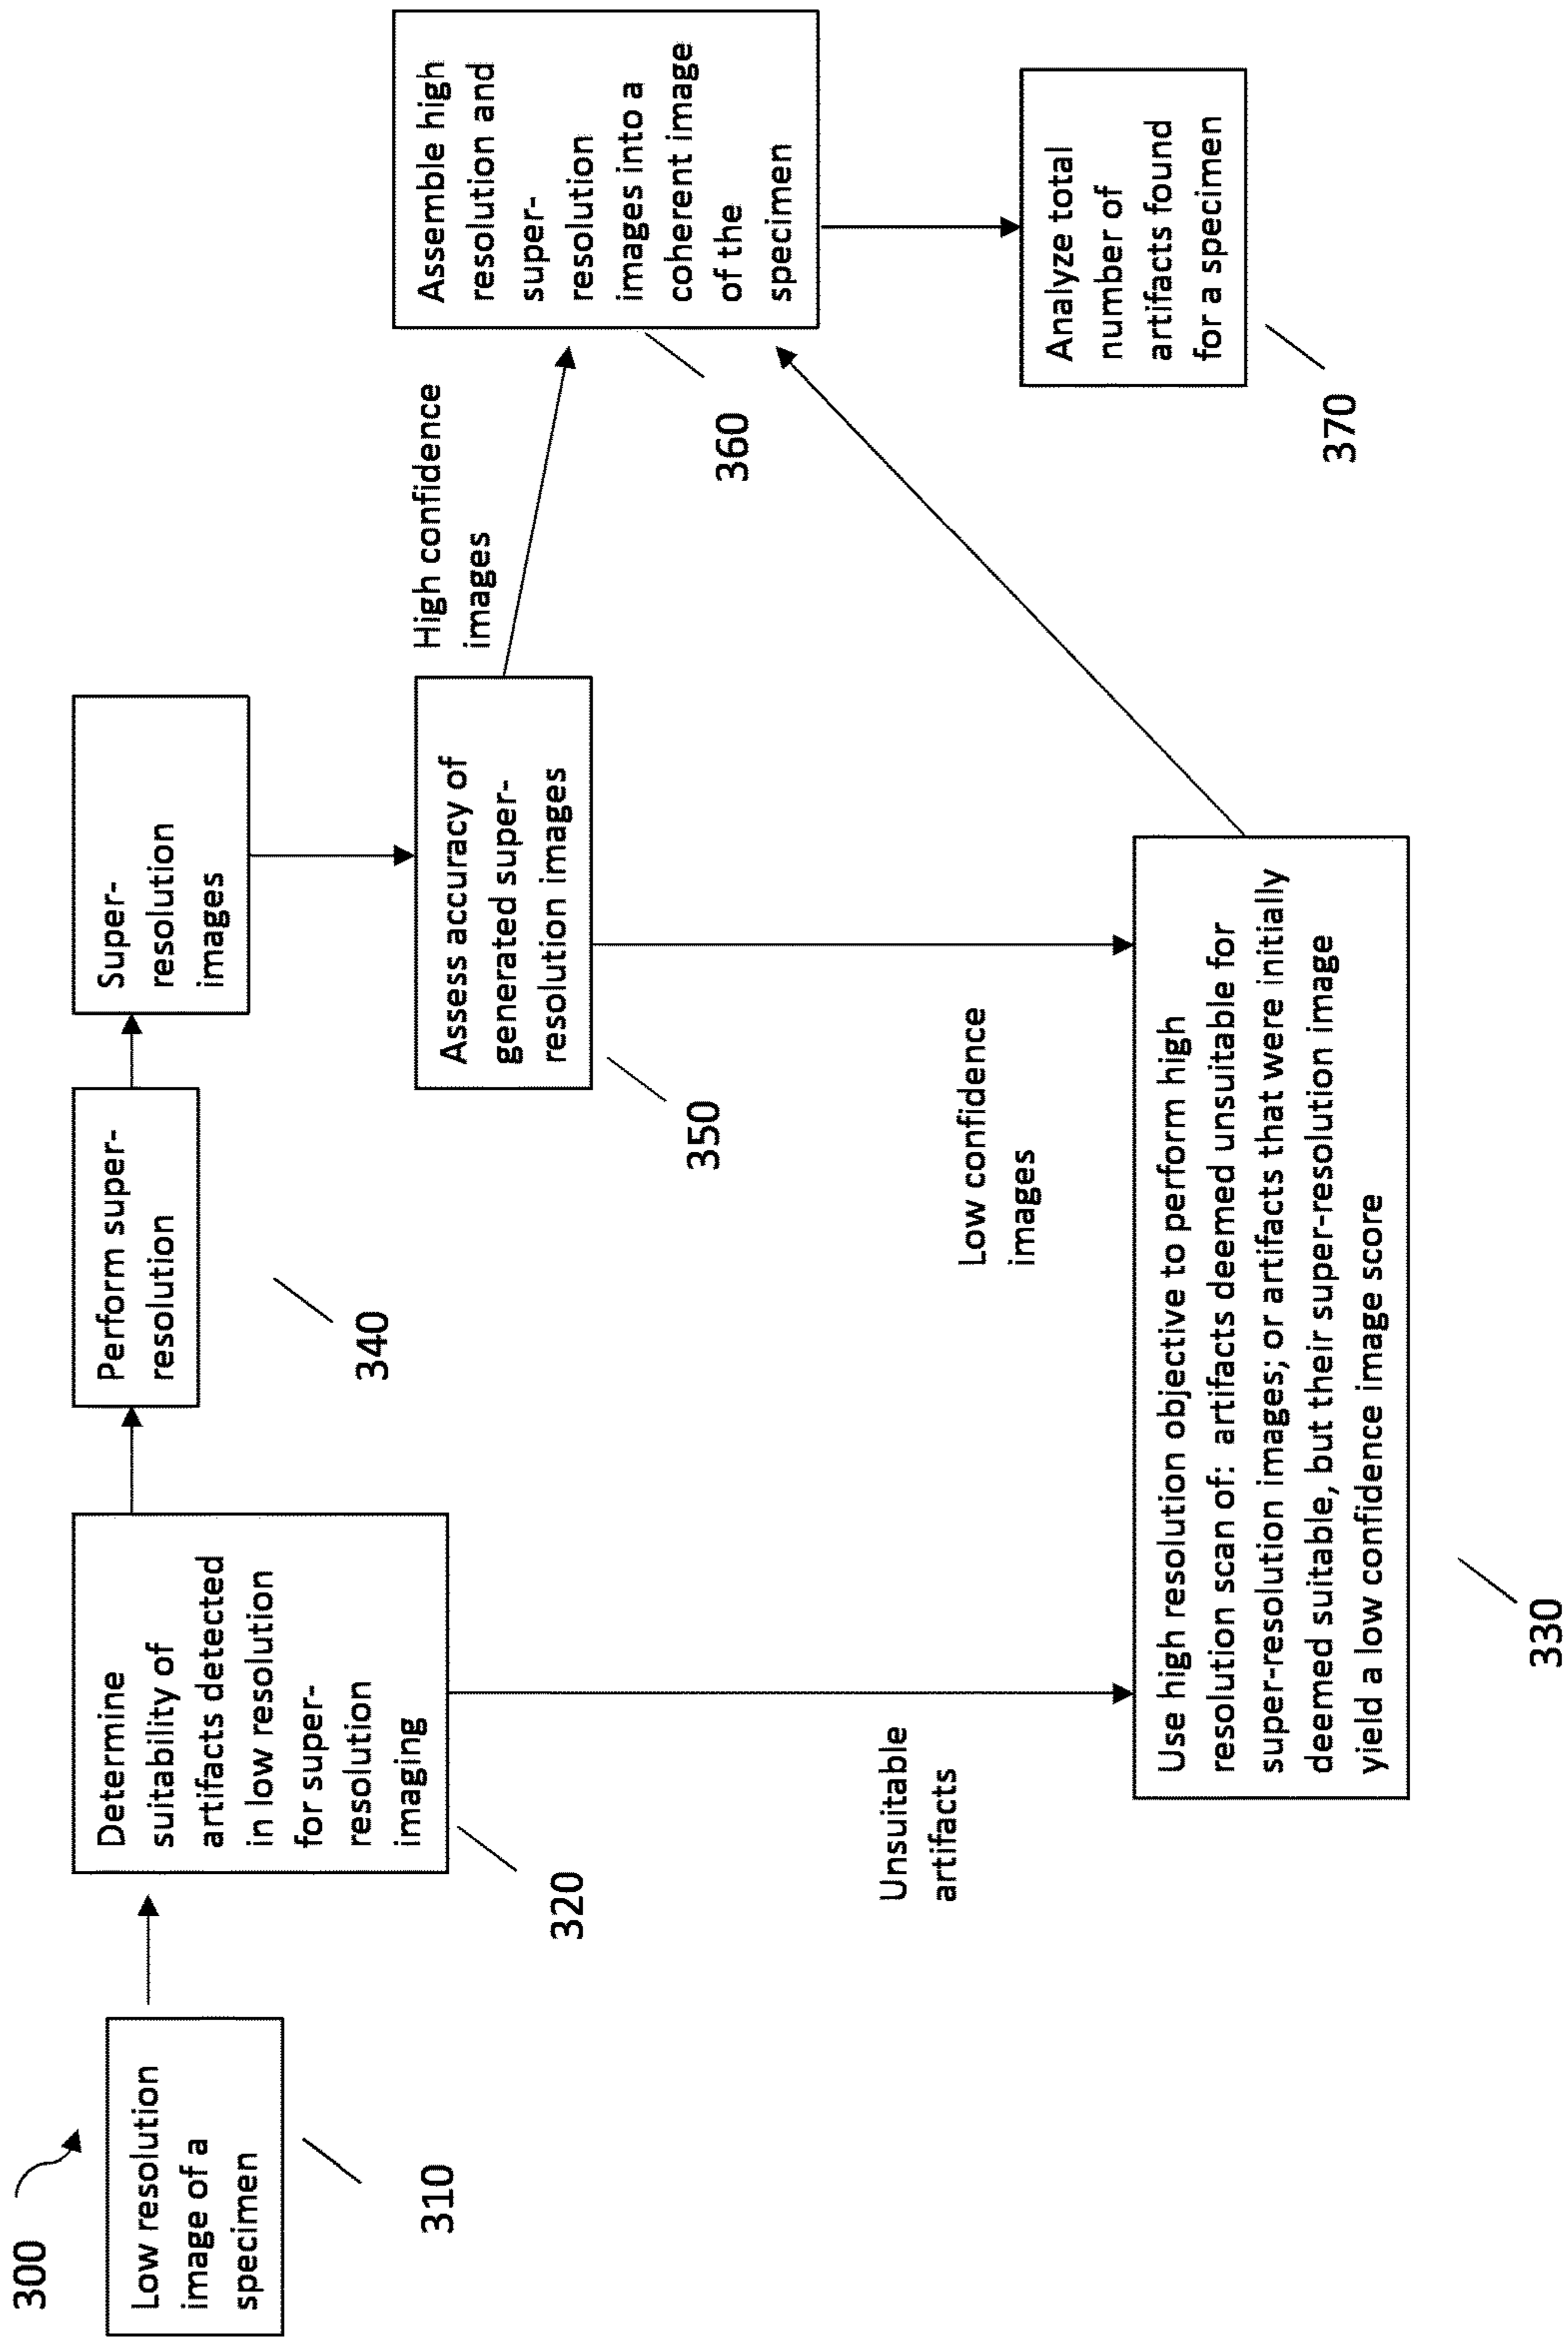 300
Low resolution
image of a
specimen
310
Determine
suitability of
artifacts detected
in low resolution
for super-
resolution
imaging
320
Unsuitable
artifacts
Perform super-
resolution
340
Super-
resolution
images
Assess accuracy of
generated super-
resolution images
350
Low confidence
images
High confidence
images
Use high resolution objective to perform high
resolution scan of: artifacts deemed unsuitable for
super-resolution images; or artifacts that were initially
deemed suitable, but their super-resolution image
yield a low confidence image score
330
Assemble high
resolution and
super-
resolution
images into a
coherent image
of the
specimen
360
Analyze total
number of
artifacts found
for a specimen
370